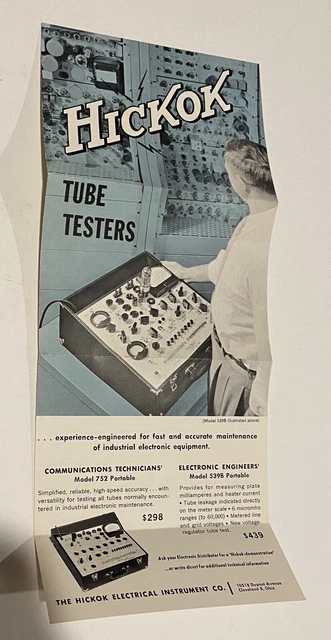 HICKOK
TUBE
TESTERS
(Model 539B illustrated above)
. . . experience-engineered for fast and accurate maintenance
of industrial electronic equipment.
COMMUNICATIONS TECHNICIANS'
Model 752 Portable
Simplified, reliable, high-speed accuracy . . . with
versatility for testing all tubes normally encoun-
tered in industrial electronic maintenance.
$298
ELECTRONIC ENGINEERS'
Model 539B Portable
Provides for measuring plate
milliamperes and heater current
• Tube leakage indicated directly
on the meter scale • 6 micromho
ranges (to 60,000) • Metered line
and grid voltages • New voltage
regulator tube test.
$439
Ask your Electronic Distributor for a "Hickok-demonstration"
. . . or write direct for additional technical information
THE HICKOK ELECTRICAL INSTRUMENT CO.
10514 Dupont Avenue
Cleveland 8, Ohio